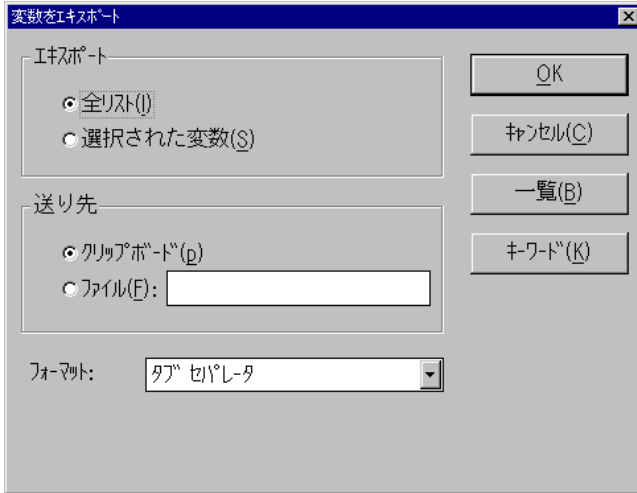 変数をｴｷｽﾎﾟｰﾄ
ｴｷｽﾎﾟｰﾄ
全ﾘｽﾄ(I)
選択された変数(S)
送り先
ｸﾘｯﾌﾟﾎﾞｰﾄﾞ(p)
ﾌｧｲﾙ(F):
ﾌｫｰﾏｯﾄ:
ﾀﾌﾞ ｾﾊﾟﾚｰﾀ
OK
ｷｬﾝｾﾙ(C)
一覧(B)
ｷｰﾜｰﾄﾞ(K)